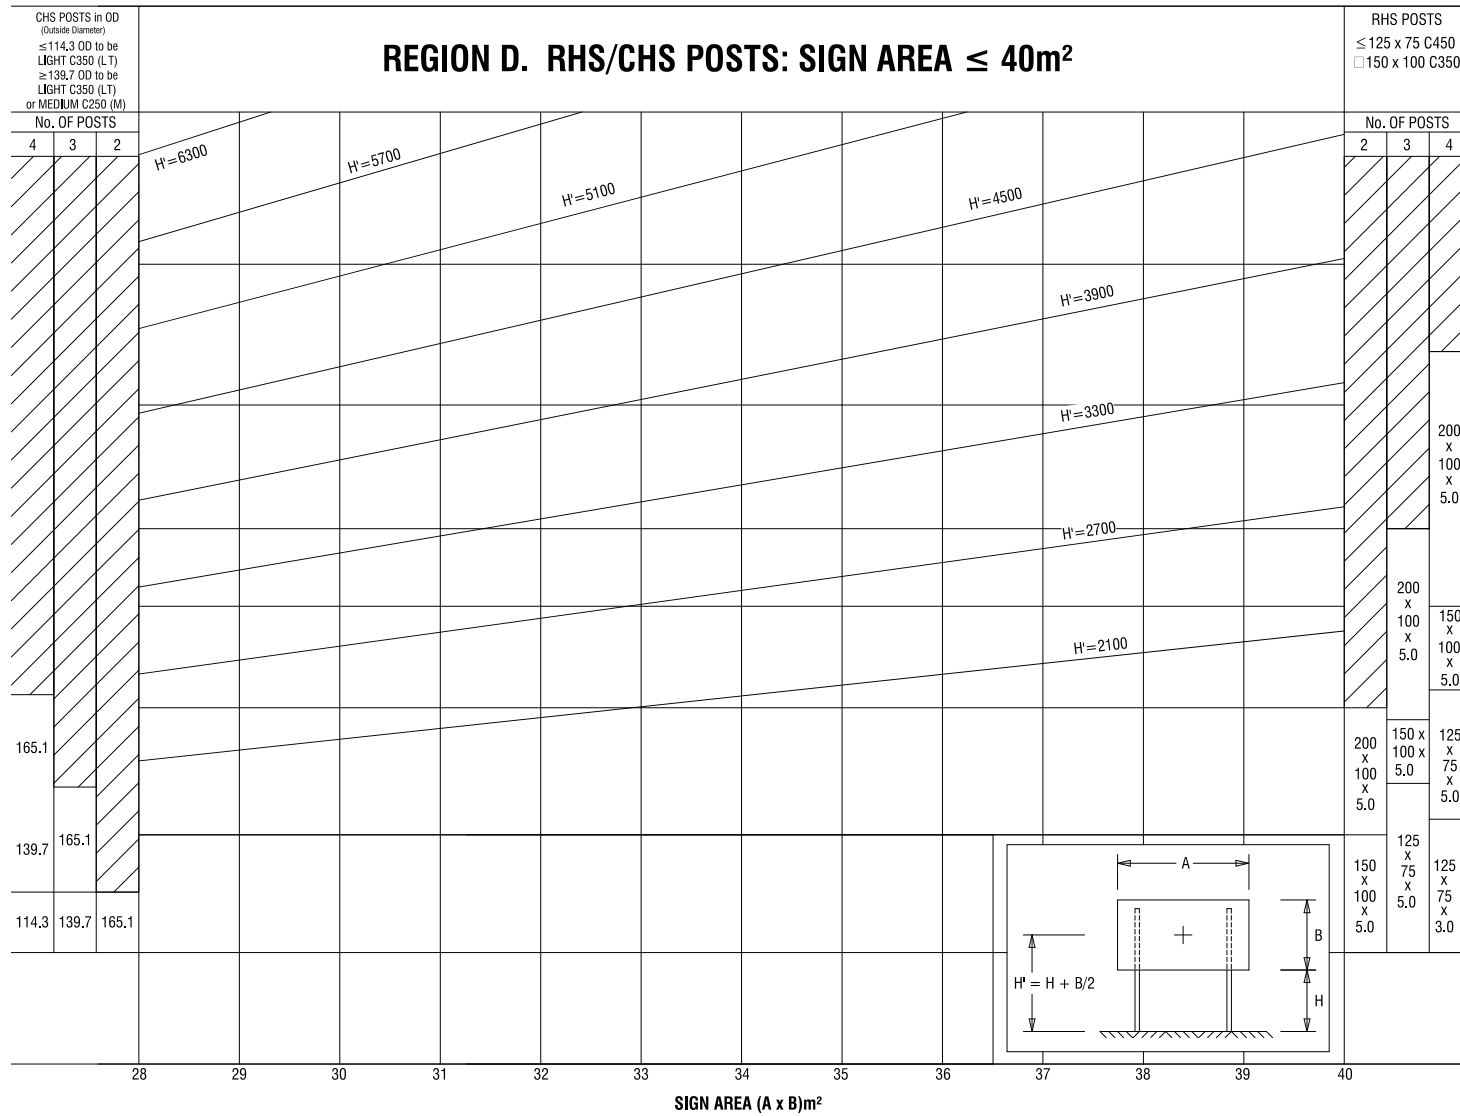 CHS POSTS in OD
(Outside Diameter)
≤114.3 OD to be
LIGHT C350 (LT)
≥139.7 OD to be
LIGHT C350 (LT)
or MEDIUM C250 (M)
REGION D. RHS/CHS POSTS: SIGN AREA ≤ 40m²
RHS POSTS
≤125 x 75 C450
□150 x 100 C350
No. OF POSTS
4 3 2
No. OF POSTS
2 3 4
H'=6300
H'=5700
H'=5100
H'=4500
H'=3900
H'=3300
H'=2700
H'=2100
165.1
139.7
114.3
165.1
139.7
165.1
200
x
100
x
5.0
150
x
100
x
5.0
200
x
100
x
5.0
150 x
100 x
5.0
125
x
75
x
5.0
200
x
100
x
5.0
150
x
100
x
5.0
125
x
75
x
5.0
125
x
75
x
3.0
A
B
H
H' = H + B/2
28 29 30 31 32 33 34 35 36 37 38 39 40
SIGN AREA (A x B)m²